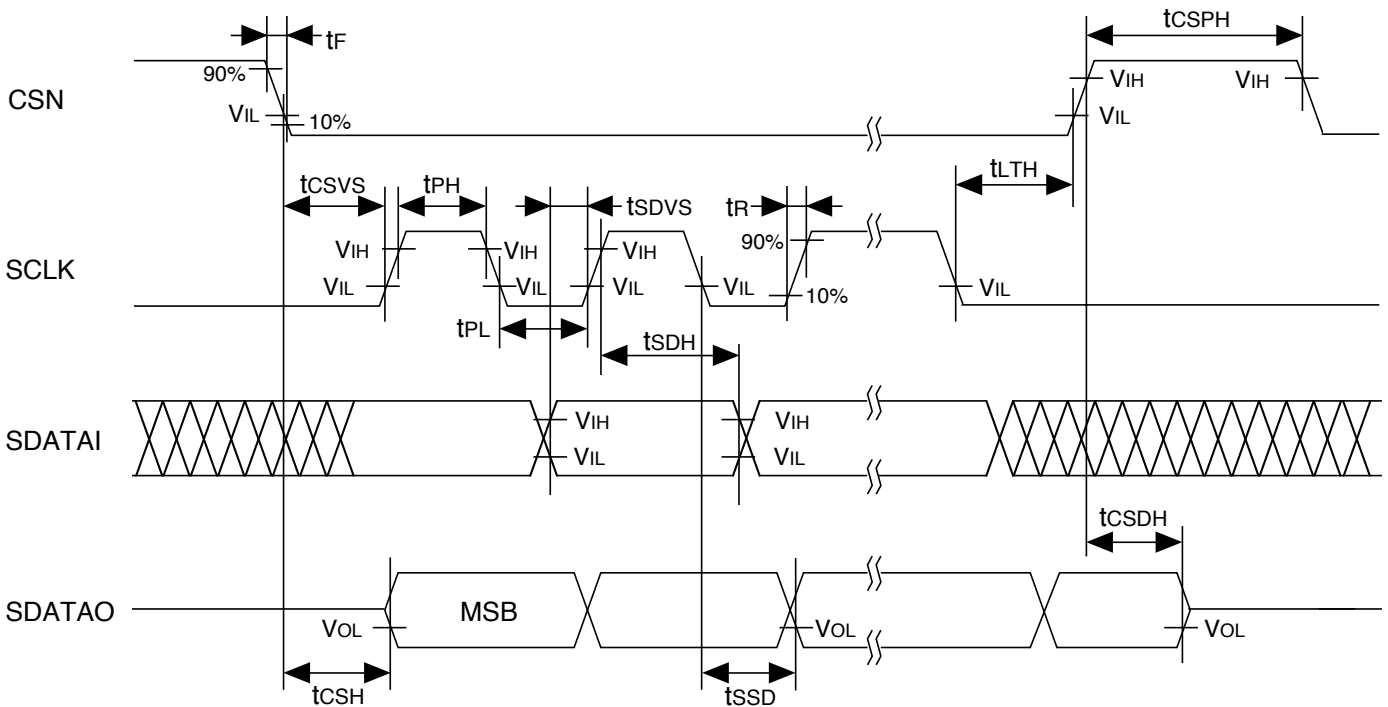 tF
tCSPH
90%
CSN
VIH
VIH
VIL
10%
VIL
tCSVS
tPH
tSDVS
tR
tLTH
90%
VIH
VIH
VIH
SCLK
VIL
VIL
VIL
VIL
10%
VIL
tPL
tSDH
VIH
VIH
SDATAI
VIL
VIL
tCSDH
SDATAO
MSB
VOL
VOL
VOL
tCSH
tSSD